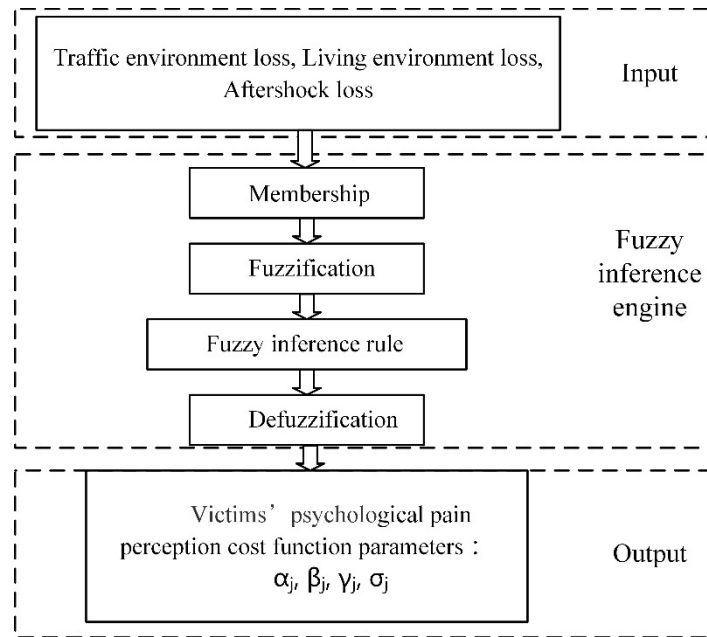 Traffic environment loss, Living environment loss,
Aftershock loss
Input
Membership
Fuzzification
Fuzzy inference rule
Defuzzification
Fuzzy
inference
engine
Victims’ psychological pain
perception cost function parameters：
αj, βj, γj, σj
Output